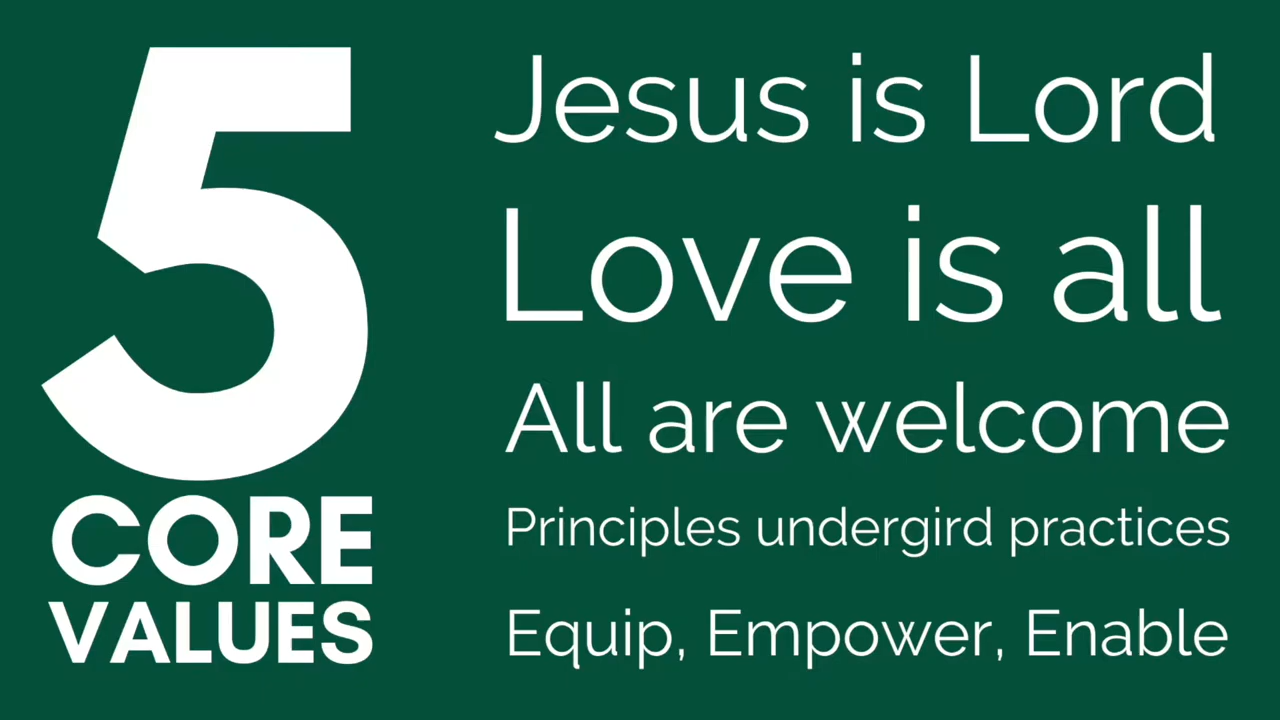 5
CORE
VALUES
Jesus is Lord
Love is all
All are welcome
Principles undergird practices
Equip, Empower, Enable